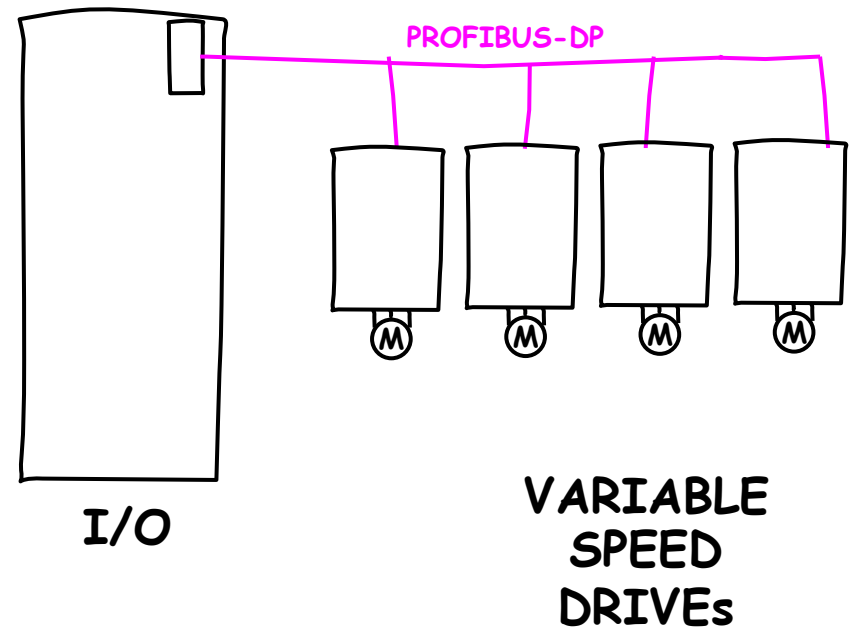 PROFIBUS-DP
M M M M
I/O
VARIABLE
SPEED
DRIVEs